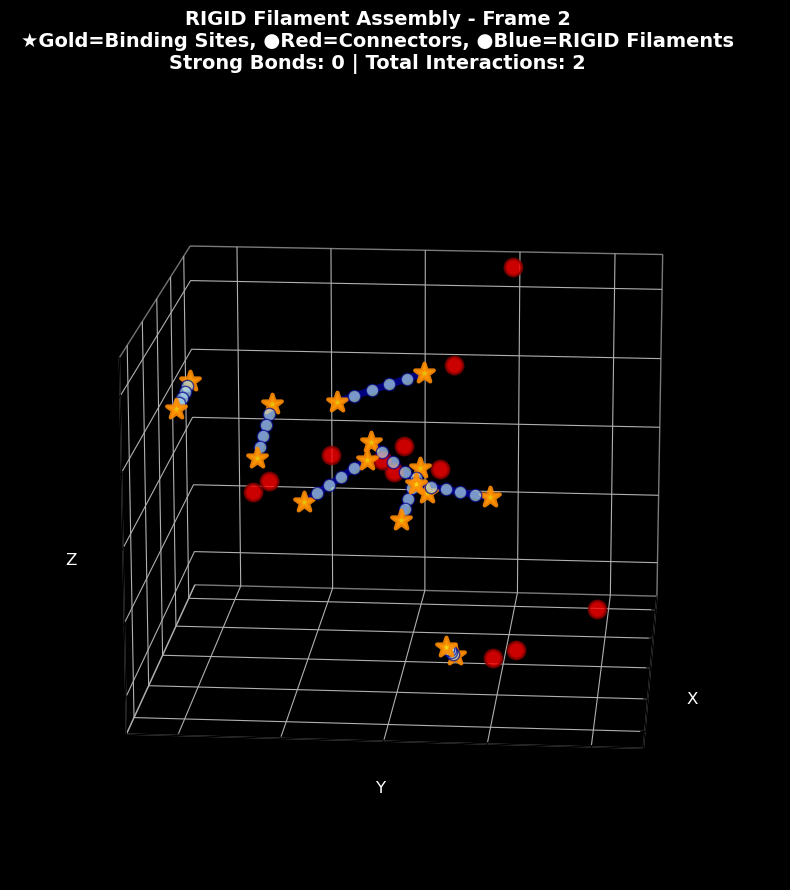 RIGID Filament Assembly - Frame 2
★Gold=Binding Sites, ●Red=Connectors, ●Blue=RIGID Filaments
Strong Bonds: 0 | Total Interactions: 2
Z
X
Y